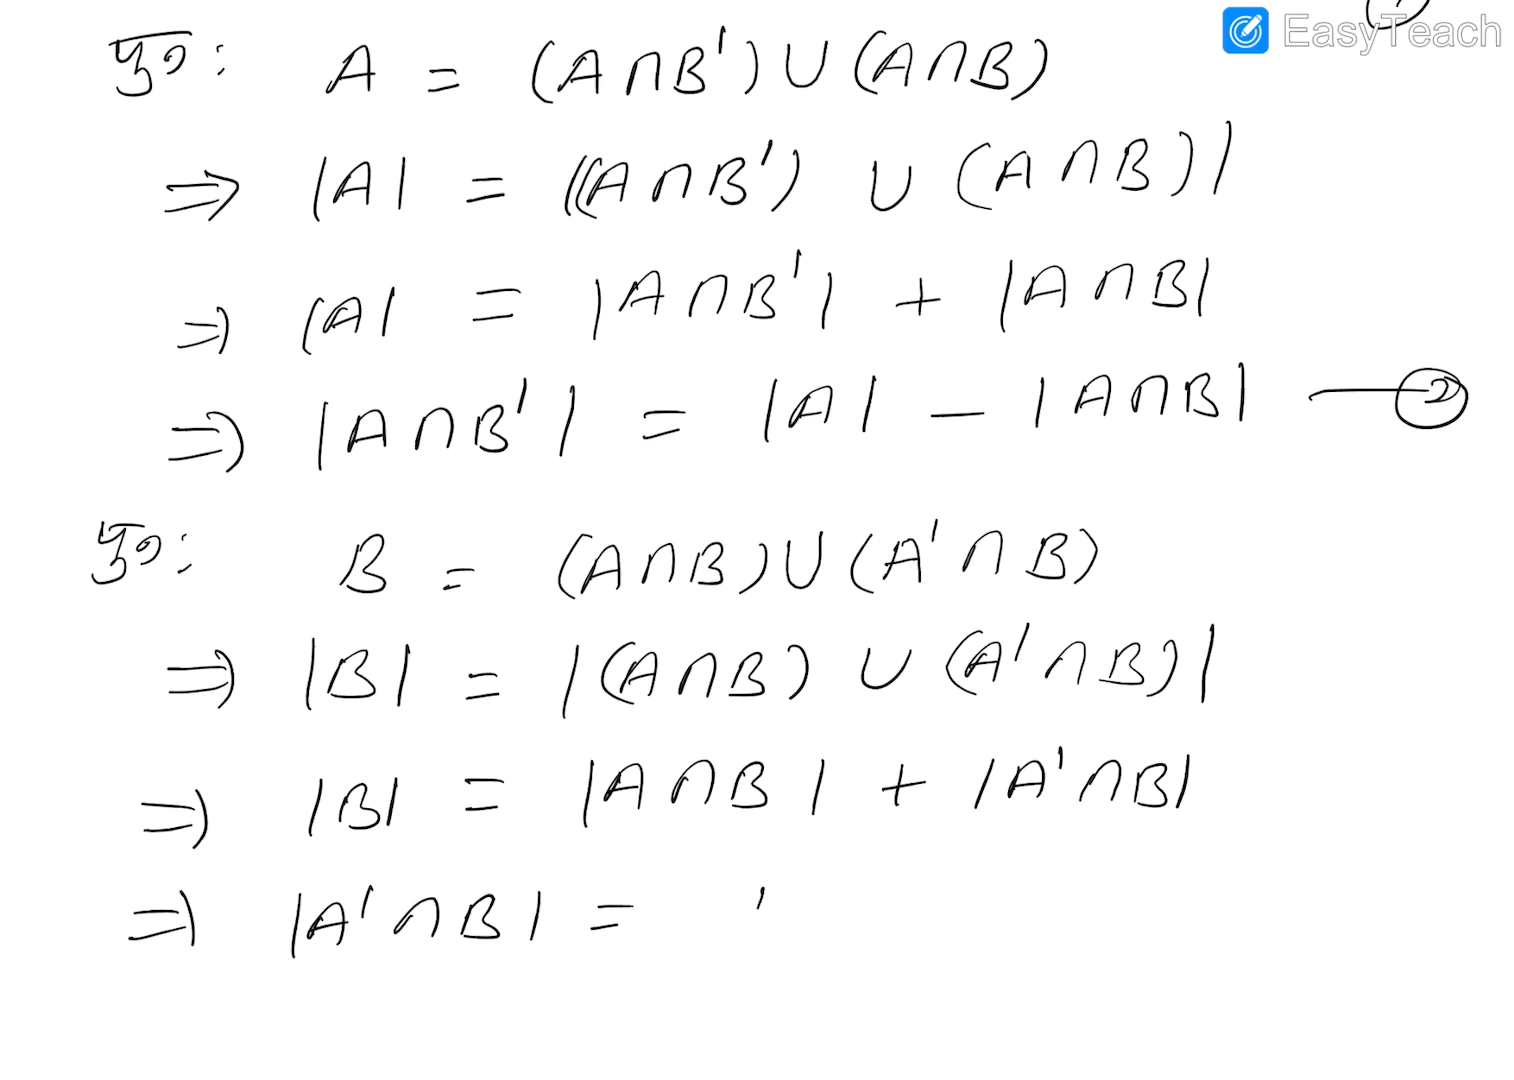 EasyTeach
पुनः A = (A∩B')∪(A∩B)
⇒ |A| = |(A∩B') ∪ (A∩B)|
⇒ |A| = |A∩B'| + |A∩B|
⇒ |A∩B'| = |A| - |A∩B| — ②
पुनः B = (A∩B)∪(A'∩B)
⇒ |B| = |(A∩B) ∪ (A'∩B)|
⇒ |B| = |A∩B| + |A'∩B|
⇒ |A'∩B| =